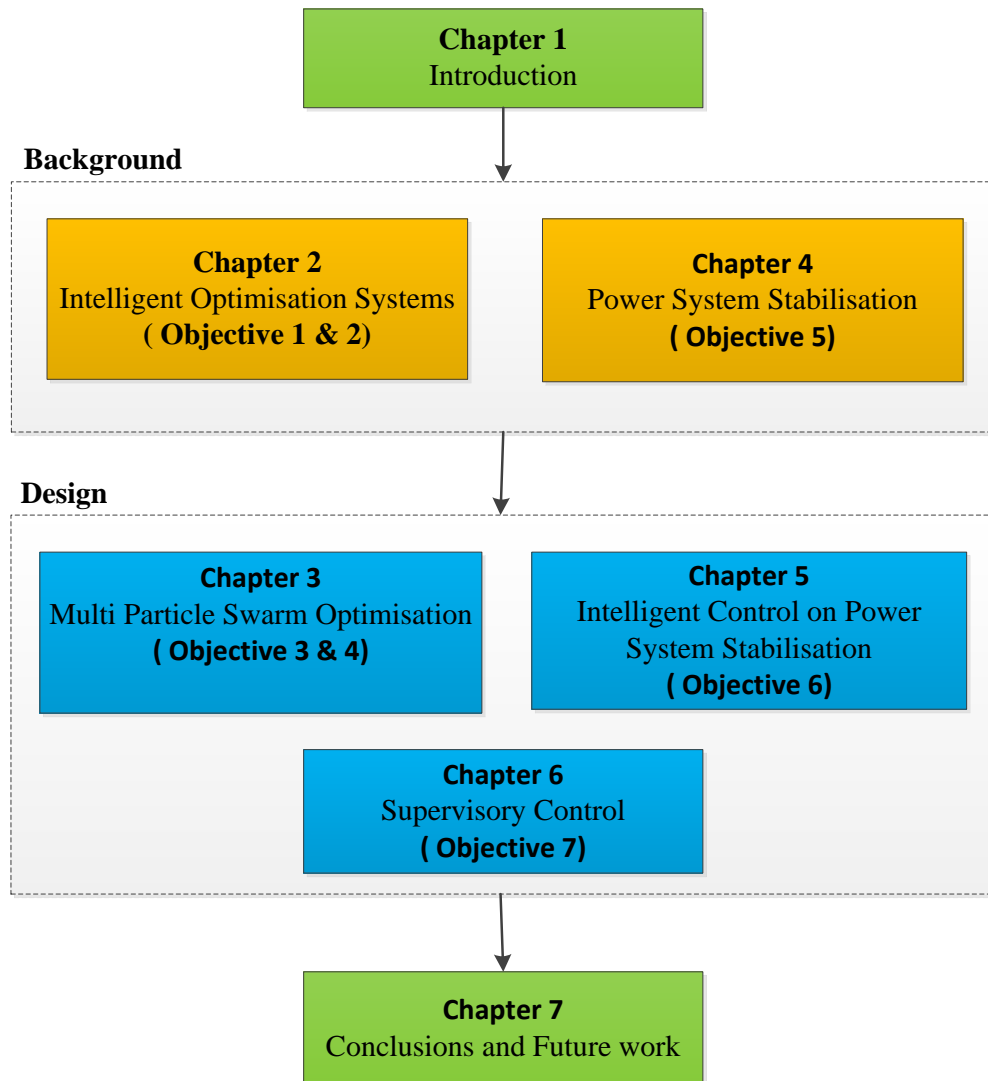 Chapter 1
Introduction
Background
Chapter 2
Intelligent Optimisation Systems
( Objective 1 & 2)
Chapter 4
Power System Stabilisation
( Objective 5)
Design
Chapter 3
Multi Particle Swarm Optimisation
( Objective 3 & 4)
Chapter 5
Intelligent Control on Power
System Stabilisation
( Objective 6)
Chapter 6
Supervisory Control
( Objective 7)
Chapter 7
Conclusions and Future work